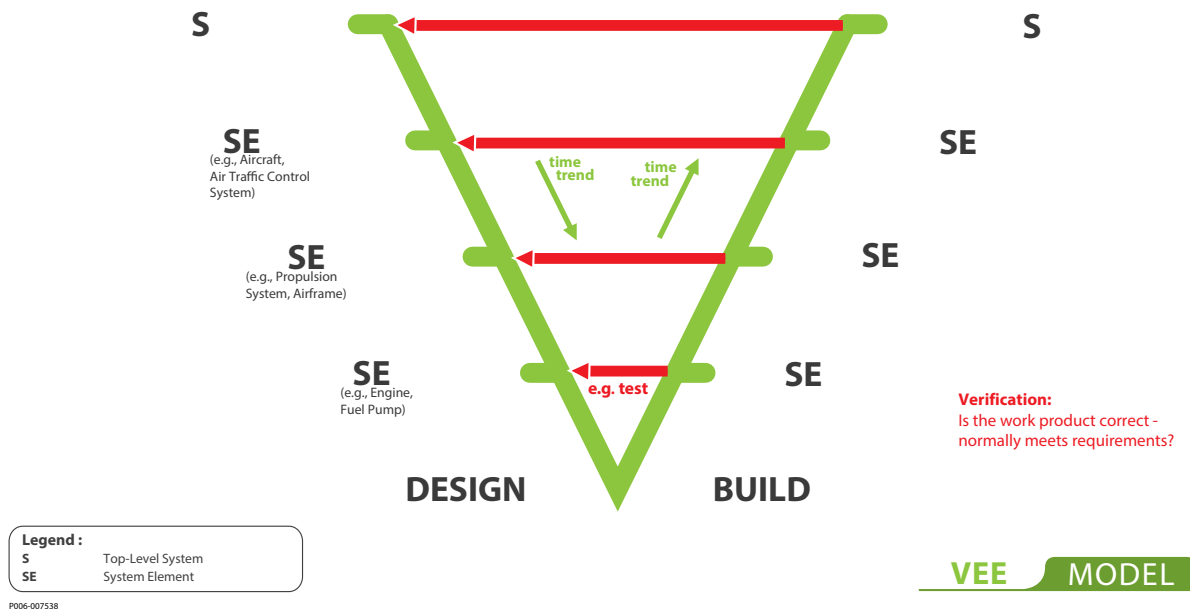 S
S
SE
(e.g., Aircraft,
Air Traffic Control
System)
SE
time
trend
time
trend
SE
(e.g., Propulsion
System, Airframe)
SE
SE
(e.g., Engine,
Fuel Pump)
SE
e.g. test
Verification:
Is the work product correct -
normally meets requirements?
DESIGN
BUILD
Legend :
S Top-Level System
SE System Element
VEE MODEL
P006-007538